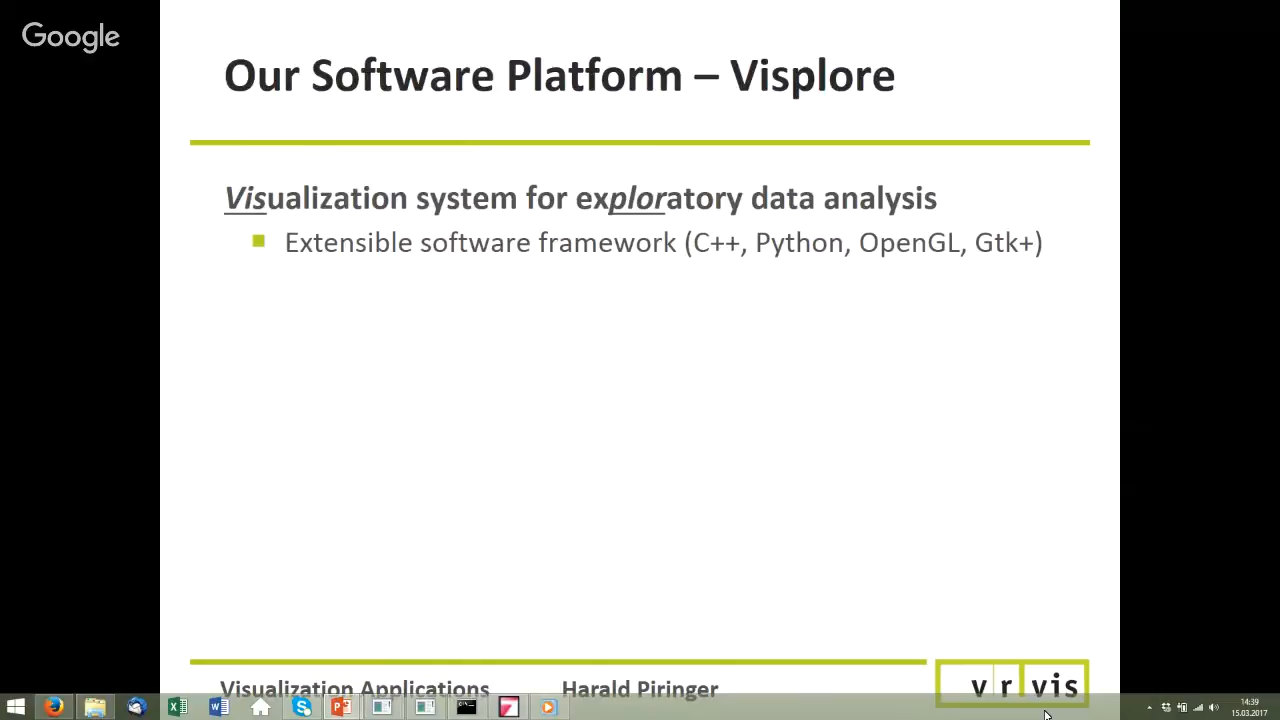 Google
Our Software Platform – Visplore
Visualization system for exploratory data analysis
Extensible software framework (C++, Python, OpenGL, Gtk+)
Visualization Applications
Harald Piringer
vrvis
14:39
15.03.2017